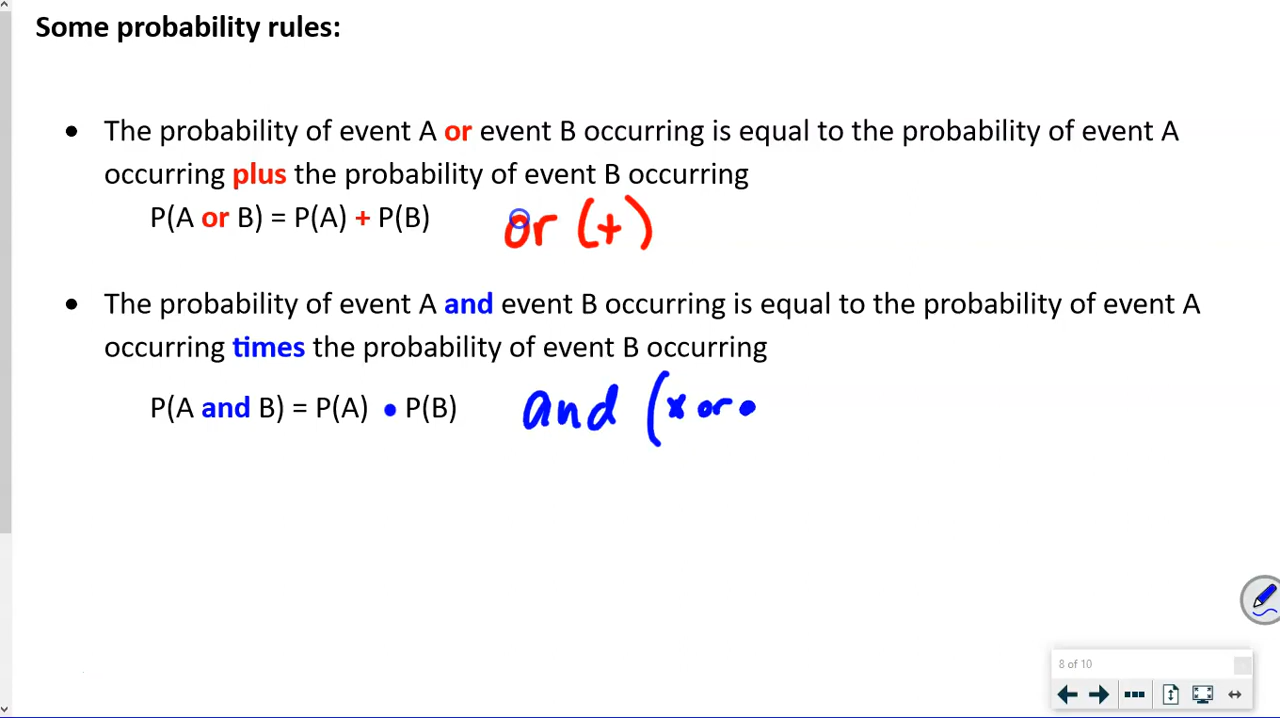 Some probability rules:
• The probability of event A or event B occurring is equal to the probability of event A
occurring plus the probability of event B occurring
P(A or B) = P(A) + P(B) or (+)
• The probability of event A and event B occurring is equal to the probability of event A
occurring times the probability of event B occurring
P(A and B) = P(A) • P(B) and (x or •
8 of 10